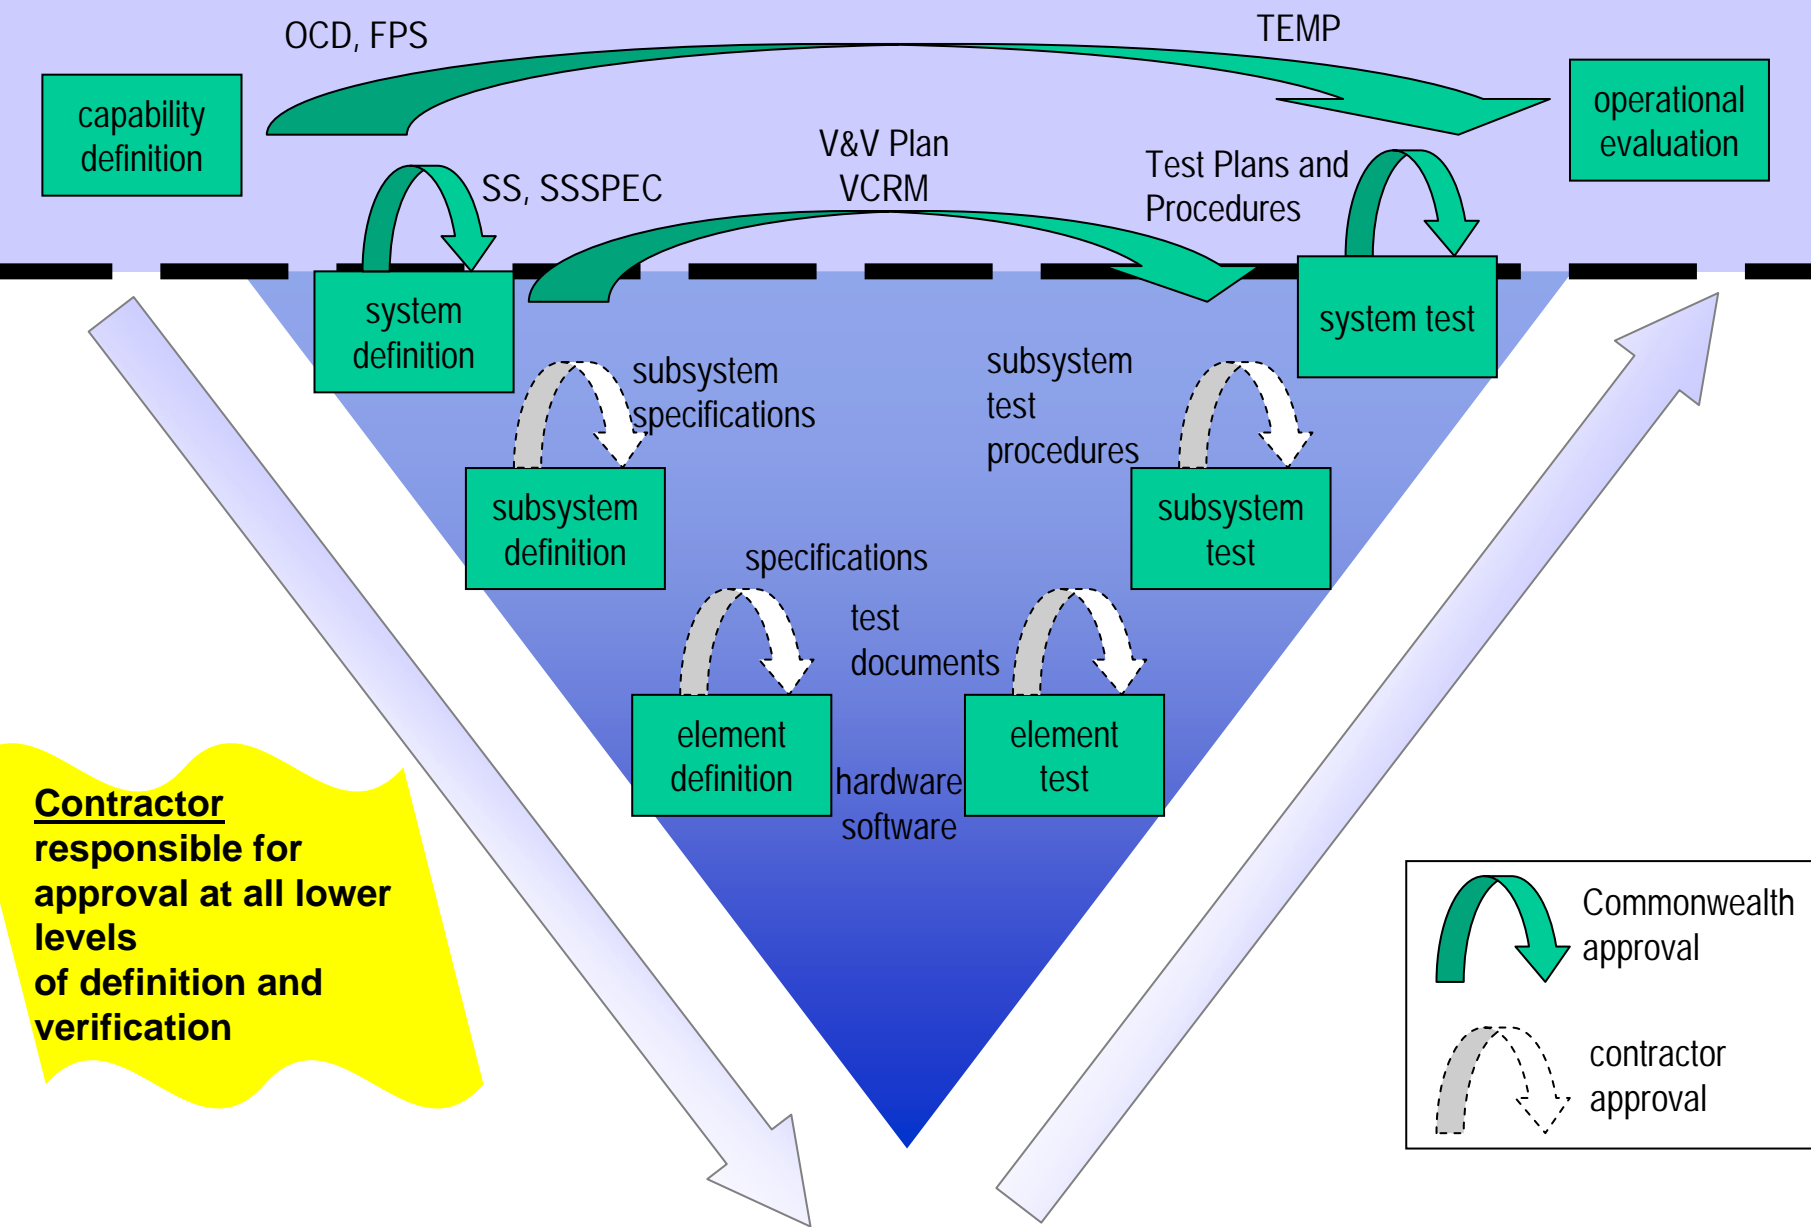 OCD, FPS
TEMP
capability
definition
operational
evaluation
V&V Plan
VCRM
SS, SSSPEC
Test Plans and
Procedures
system
definition
system test
subsystem
specifications
subsystem
test
procedures
subsystem
definition
subsystem
test
specifications
test
documents
element
definition
element
test
hardware
software
Contractor
responsible for
approval at all lower
levels
of definition and
verification
Commonwealth
approval
contractor
approval